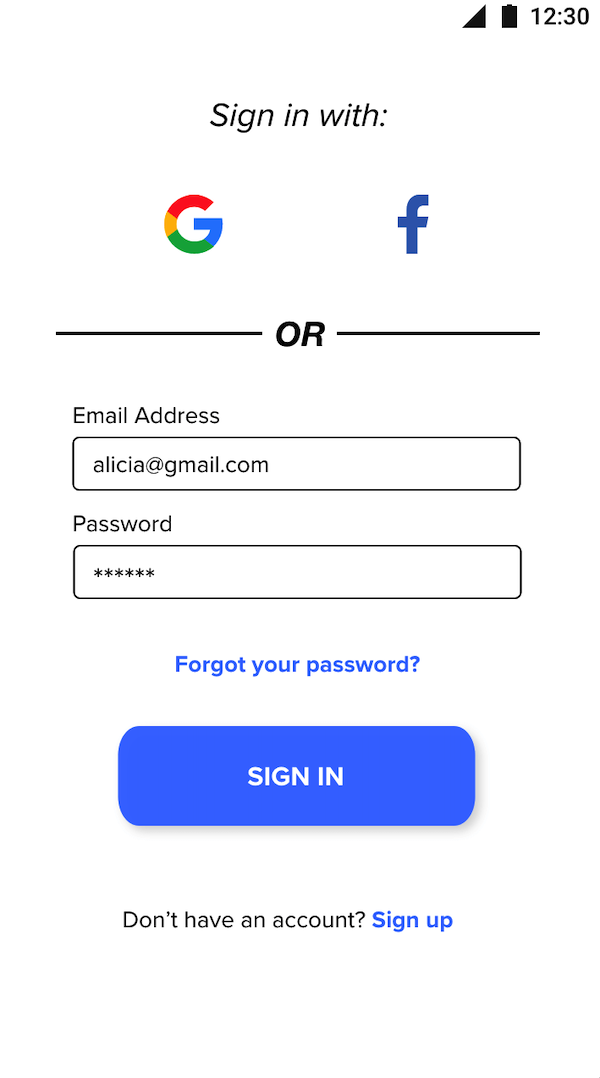 12:30
Sign in with:
OR
Email Address
alicia@gmail.com
Password
******
Forgot your password?
SIGN IN
Don’t have an account? Sign up